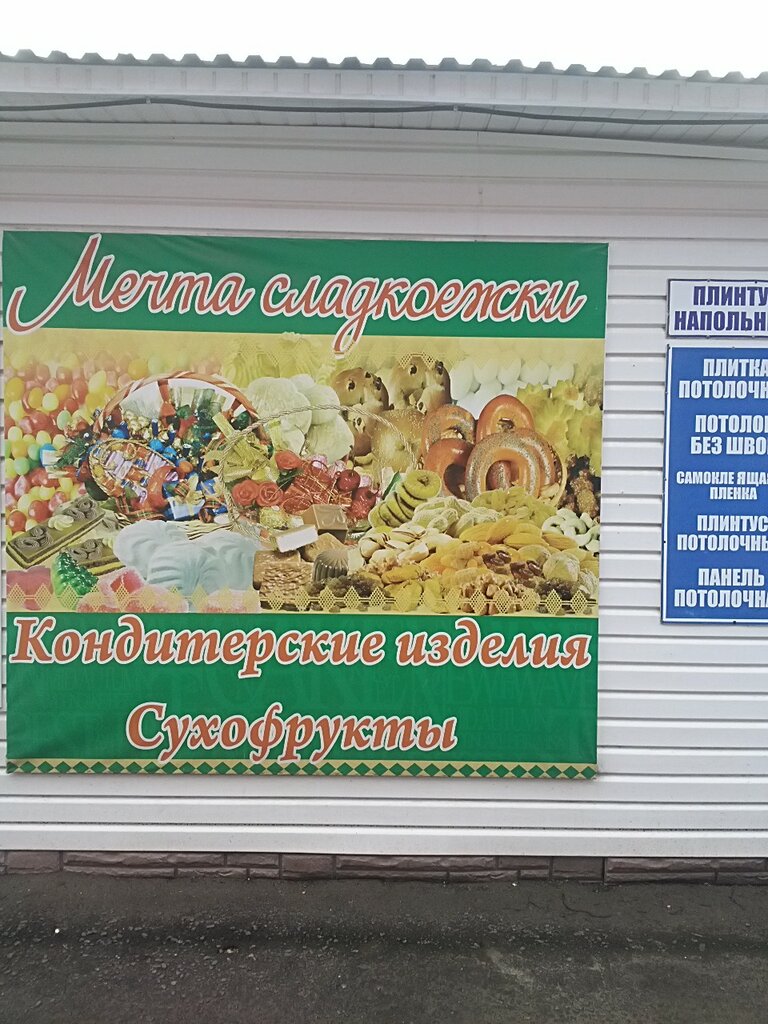 Мечта сладкоежки
Кондитерские изделия
Сухофрукты
ПЛИНТУ
НАПОЛЬН
ПЛИТКА
ПОТОЛОЧН
ПОТОЛО
БЕЗ ШВО
САМОКЛЕ ЯЩА
ПЛЕНКА
ПЛИНТУС
ПОТОЛОЧНЫ
ПАНЕЛЬ
ПОТОЛОЧНА